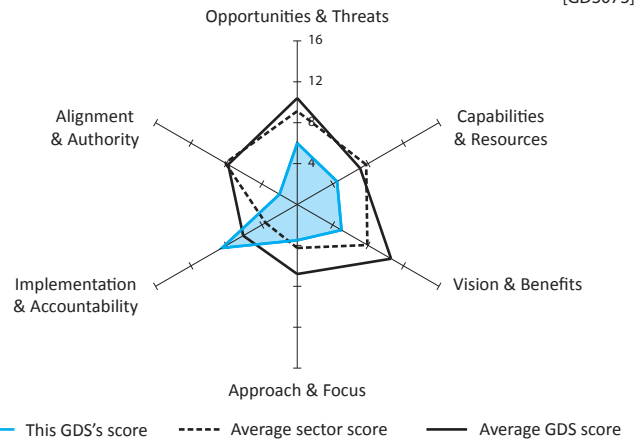 [GDS075]
Opportunities & Threats
16
12
8
4
Alignment
& Authority
Capabilities
& Resources
Implementation
& Accountability
Vision & Benefits
Approach & Focus
This GDS's score
Average sector score
Average GDS score